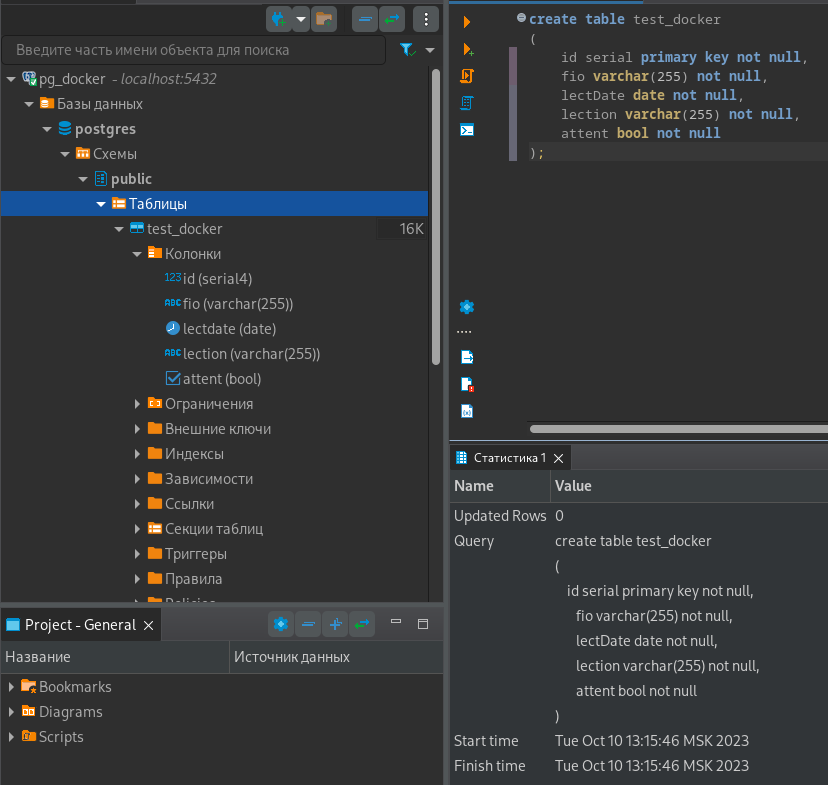 Введите часть имени объекта для поиска
pg_docker - localhost:5432
Базы данных
postgres
Схемы
public
Таблицы
test_docker 16K
Колонки
123 id (serial4)
ABC fio (varchar(255))
lectdate (date)
ABC lection (varchar(255))
attent (bool)
Ограничения
Внешние ключи
Индексы
Зависимости
Ссылки
Секции таблиц
Триггеры
Правила
Policies
Project - General
Название Источник данных
Bookmarks
Diagrams
Scripts
create table test_docker
(
id serial primary key not null,
fio varchar(255) not null,
lectDate date not null,
lection varchar(255) not null,
attent bool not null
);
Статистика 1
Name Value
Updated Rows 0
Query create table test_docker
(
id serial primary key not null,
fio varchar(255) not null,
lectDate date not null,
lection varchar(255) not null,
attent bool not null
)
Start time Tue Oct 10 13:15:46 MSK 2023
Finish time Tue Oct 10 13:15:46 MSK 2023